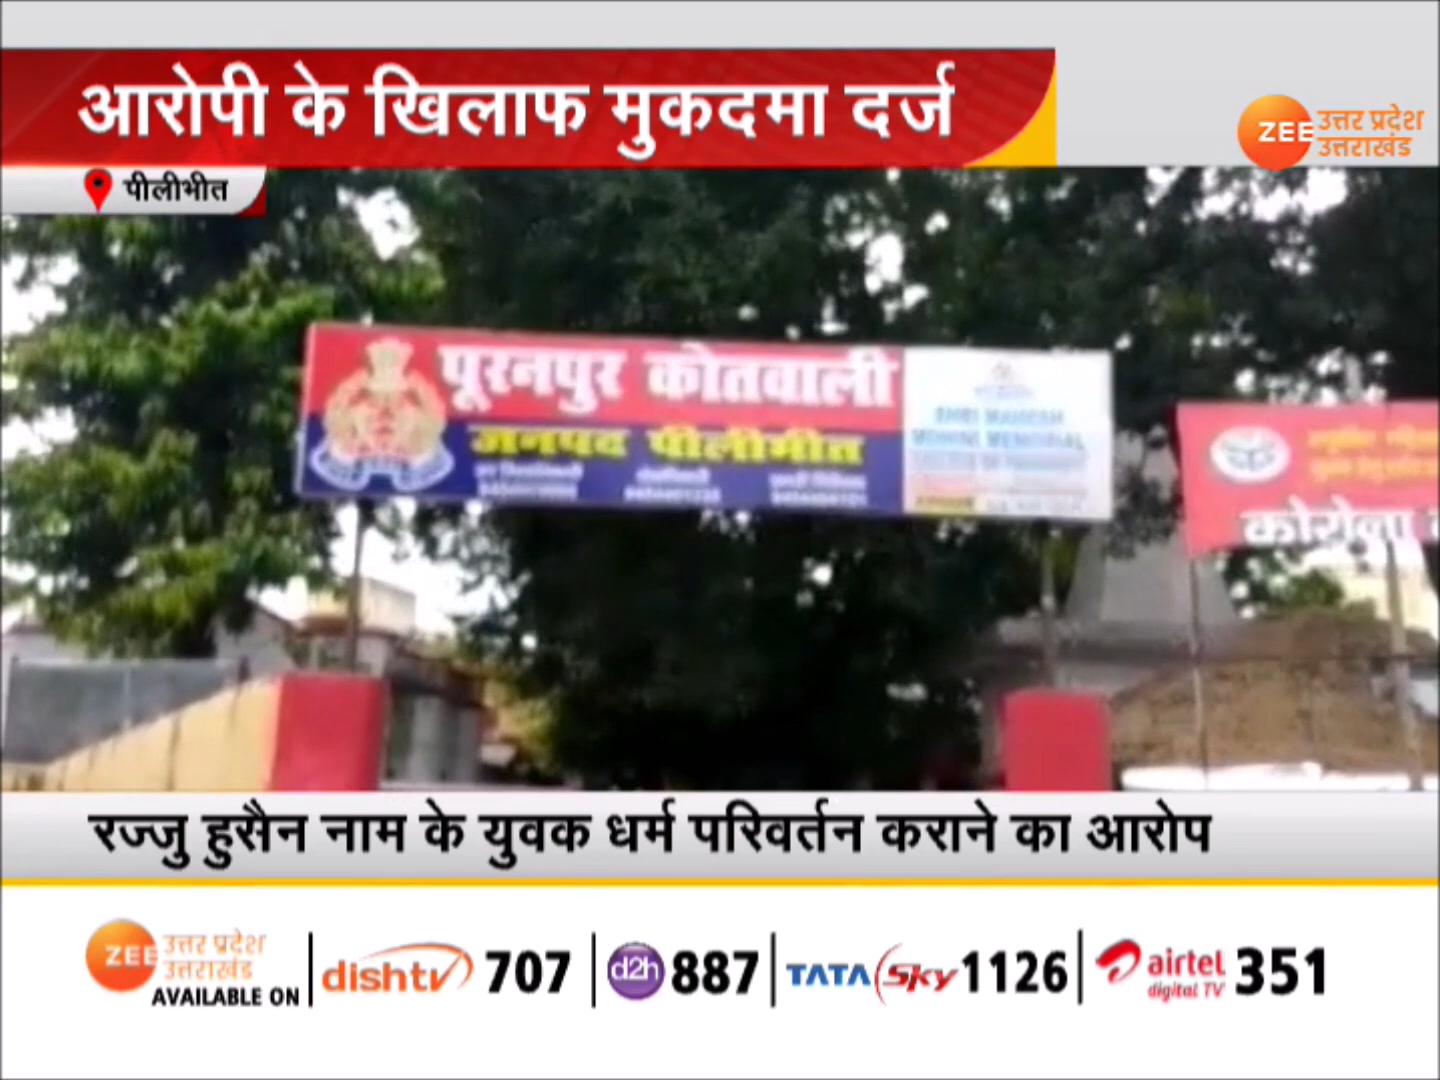 आरोपी के खिलाफ मुकदमा दर्ज
ZEE उत्तर प्रदेश
उत्तराखंड
पीलीभीत
पूरनपुर कोतवाली
जनपद पीलीभीत
SHRI
MEMORIAL
कोरोना
रज्जु हुसैन नाम के युवक धर्म परिवर्तन कराने का आरोप
ZEE उत्तर प्रदेश
उत्तराखंड
AVAILABLE ON
dishtv 707
d2h 887
TATA Sky 1126
airtel digital TV 351